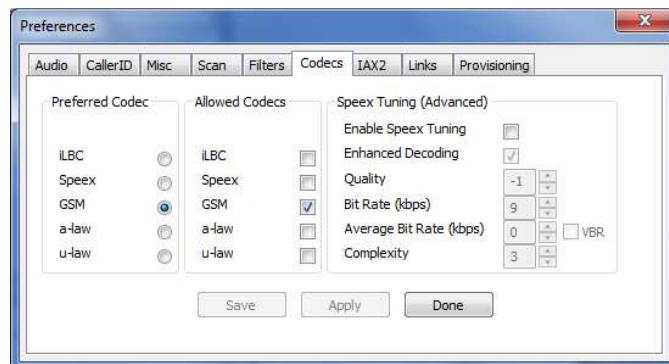 Preferences
Audio CallerID Misc Scan Filters Codecs IAX2 Links Provisioning
Preferred Codec
iLBC
Speex
GSM
a-law
u-law
Allowed Codecs
iLBC
Speex
GSM
a-law
u-law
Speex Tuning (Advanced)
Enable Speex Tuning
Enhanced Decoding
Quality -1
Bit Rate (kbps) 9
Average Bit Rate (kbps) 0 VBR
Complexity 3
Save Apply Done